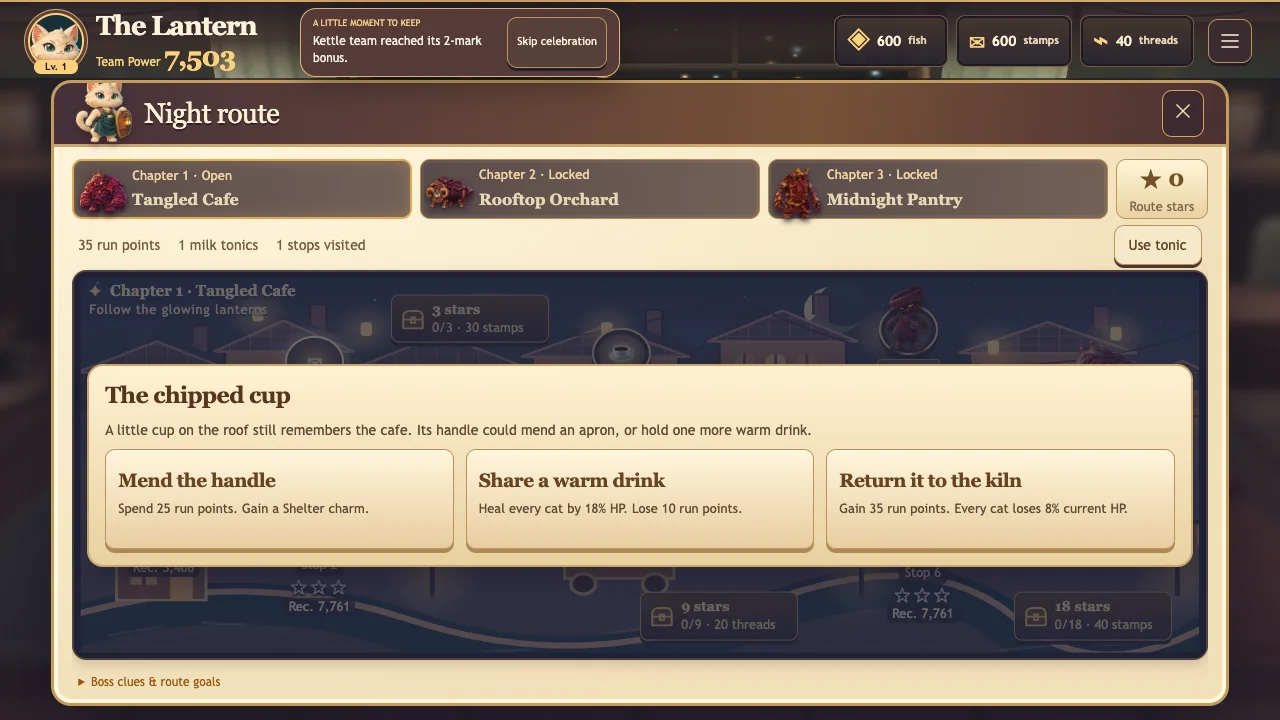 The Lantern
Team Power 7,503
Lv. 1
A LITTLE MOMENT TO KEEP
Kettle team reached its 2-mark
bonus.
Skip celebration
600 fish
600 stamps
40 threads
Night route
Chapter 1 · Open
Tangled Cafe
Chapter 2 · Locked
Rooftop Orchard
Chapter 3 · Locked
Midnight Pantry
0
Route stars
35 run points
1 milk tonics
1 stops visited
Use tonic
Chapter 1 · Tangled Cafe
Follow the glowing lanterns
3 stars
0/3 · 30 stamps
The chipped cup
A little cup on the roof still remembers the cafe. Its handle could mend an apron, or hold one more warm drink.
Mend the handle
Spend 25 run points. Gain a Shelter charm.
Share a warm drink
Heal every cat by 18% HP. Lose 10 run points.
Return it to the kiln
Gain 35 run points. Every cat loses 8% current HP.
Rec.
Rec. 7,761
9 stars
0/9 · 20 threads
Stop 6
Rec. 7,761
18 stars
0/18 · 40 stamps
Boss clues & route goals